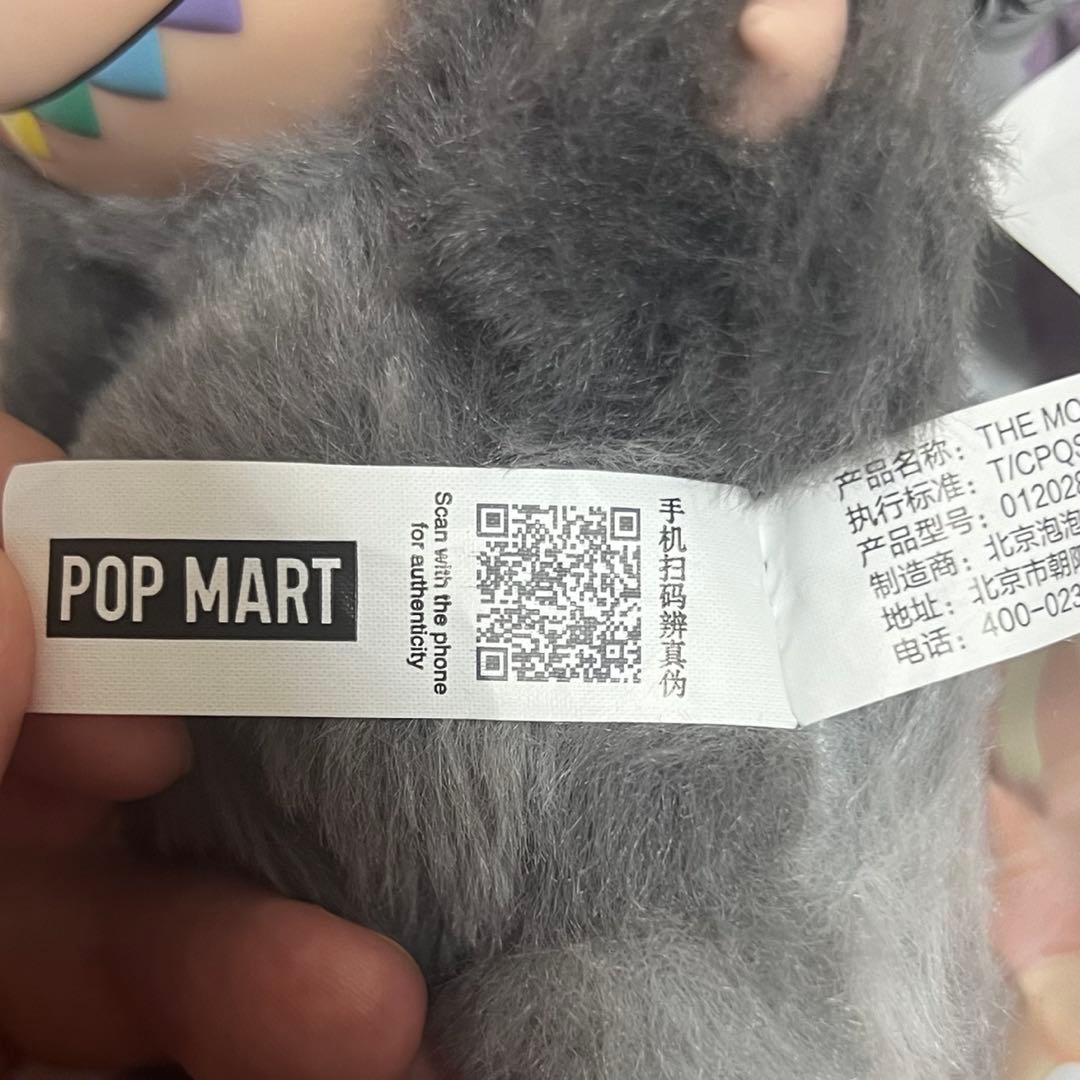 POP MART
Scan with the phone
for authenticity
手机扫码辨真伪
产品名称：THE MO
执行标准：T/CPQS
产品型号：012028
制造商：北京泡泡
地址：北京市朝阳
电话：400-023